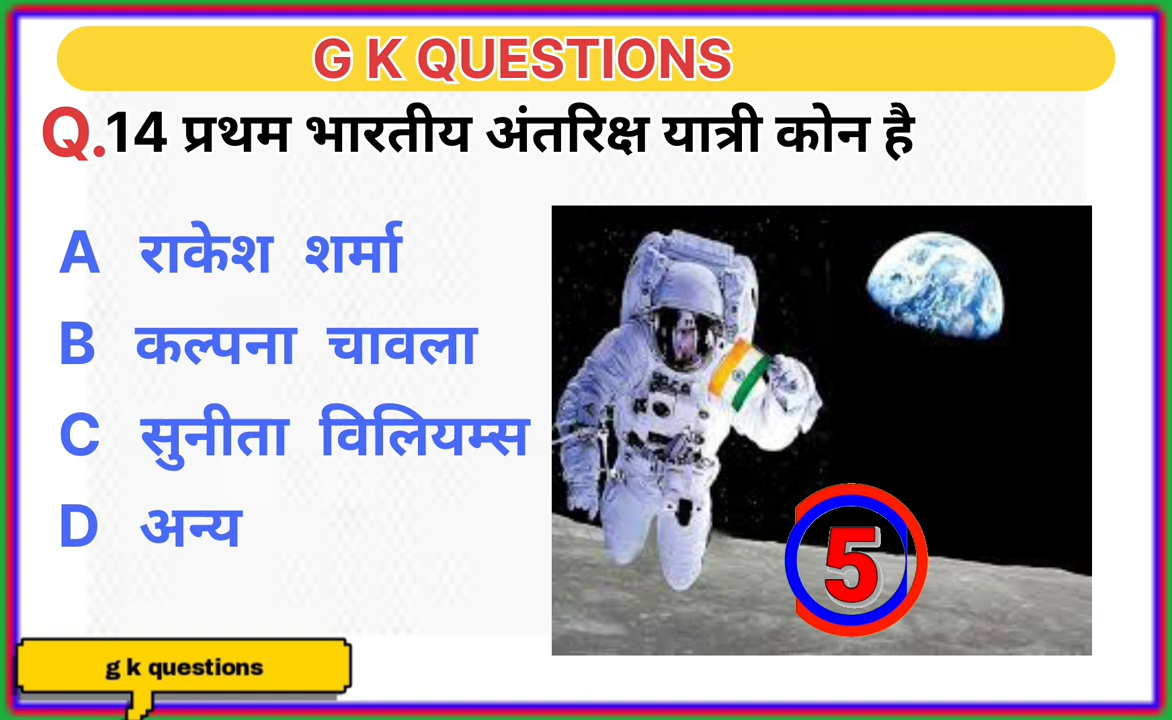 G K QUESTIONS
Q.14 प्रथम भारतीय अंतरिक्ष यात्री कोन है
A राकेश शर्मा
B कल्पना चावला
C सुनीता विलियम्स
D अन्य
5
g k questions